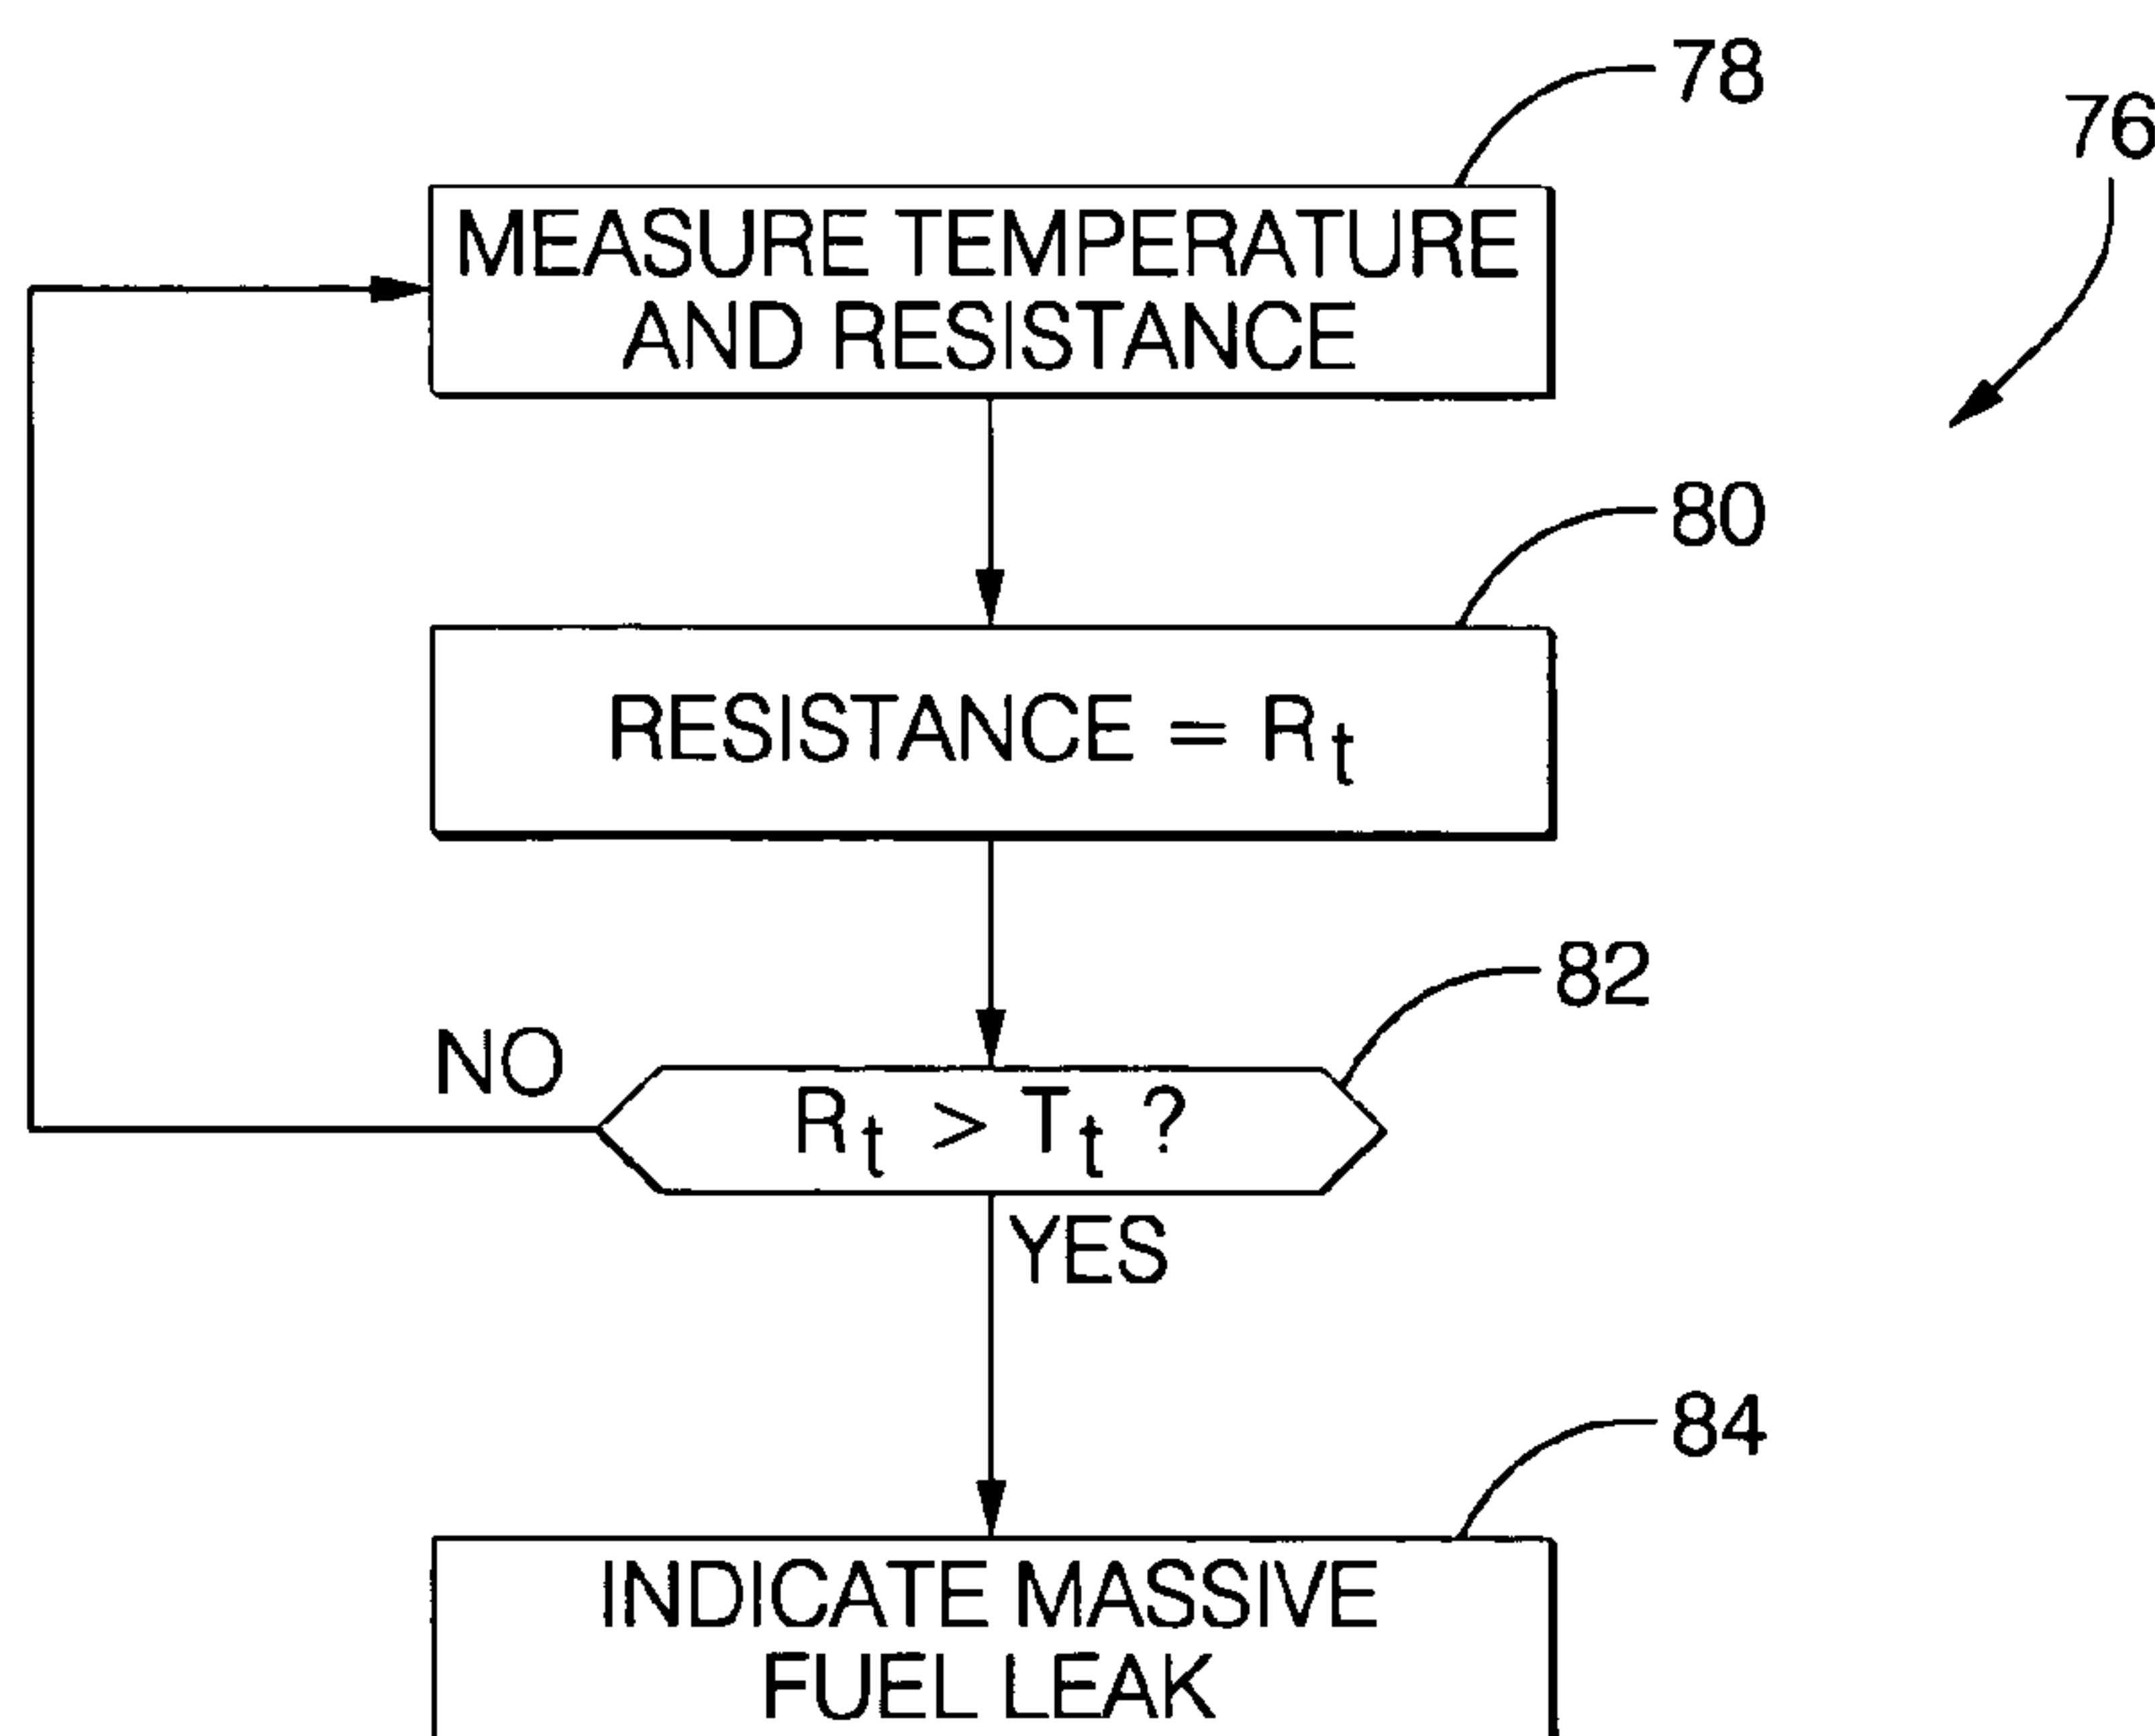 78
76
MEASURE TEMPERATURE
AND RESISTANCE
80
RESISTANCE = Rt
82
NO
Rt > Tt ?
YES
84
INDICATE MASSIVE
FUEL LEAK